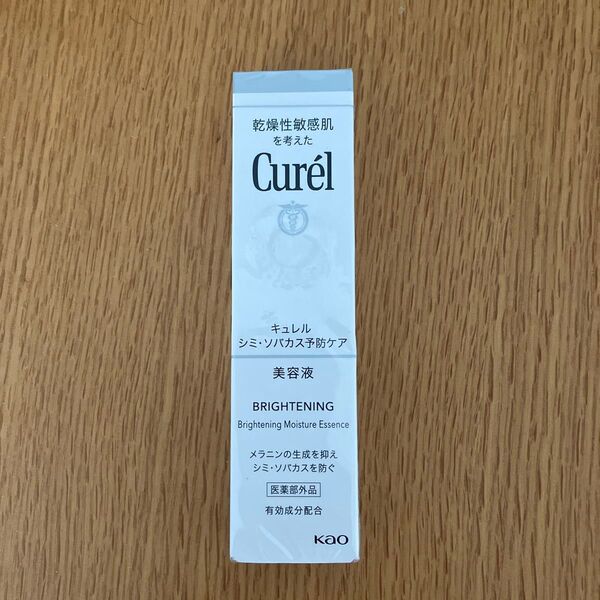 乾燥性敏感肌
を考えた
Curél
キュレル
シミ・ソバカス予防ケア
美容液
BRIGHTENING
Brightening Moisture Essence
メラニンの生成を抑え
シミ・ソバカスを防ぐ
医薬部外品
有効成分配合
Kao